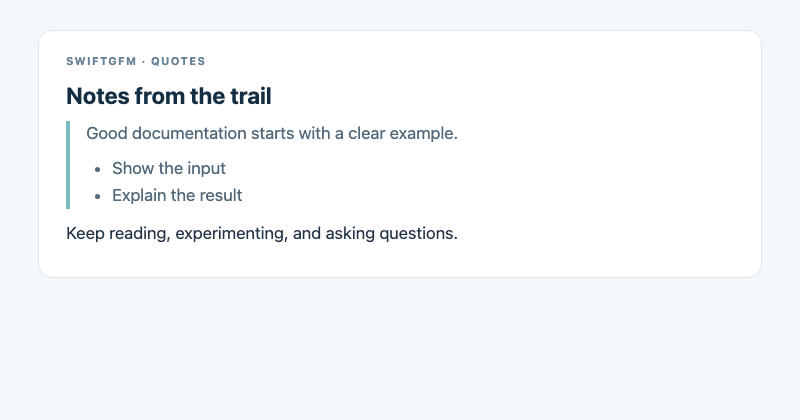 SWIFTGFM · QUOTES
Notes from the trail
Good documentation starts with a clear example.
• Show the input
• Explain the result
Keep reading, experimenting, and asking questions.